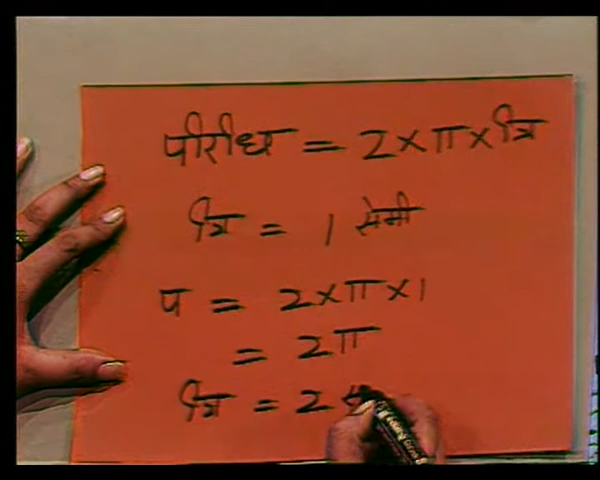 परिधि = 2 × π × त्रि
त्रि = 1 सेमी
प = 2 × π × 1
= 2π
त्रि = 2